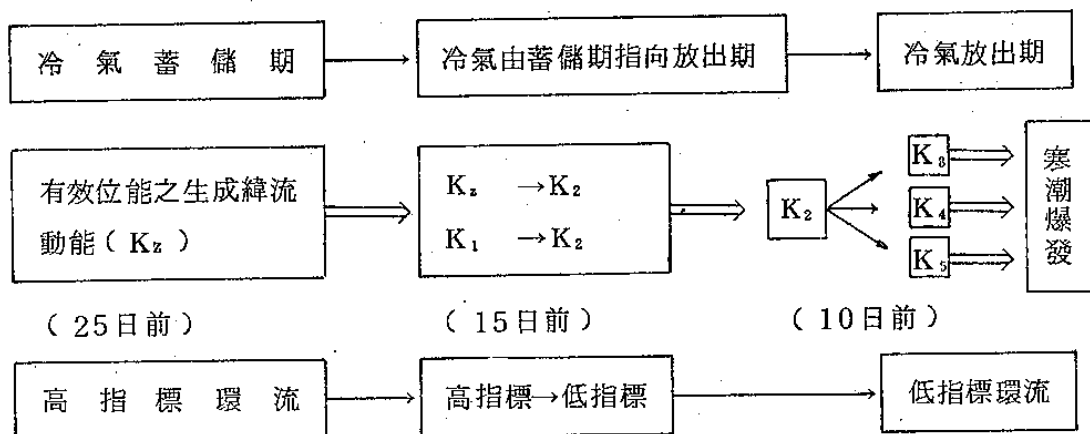 冷氣蓄儲期 → 冷氣由蓄儲期指向放出期 → 冷氣放出期
有效位能之生成緯流
動能(Kz)
Kz → K2
K1 → K2
K2
K3
K4
K5
寒潮爆發
(25日前) (15日前) (10日前)
高指標環流 → 高指標→低指標 → 低指標環流